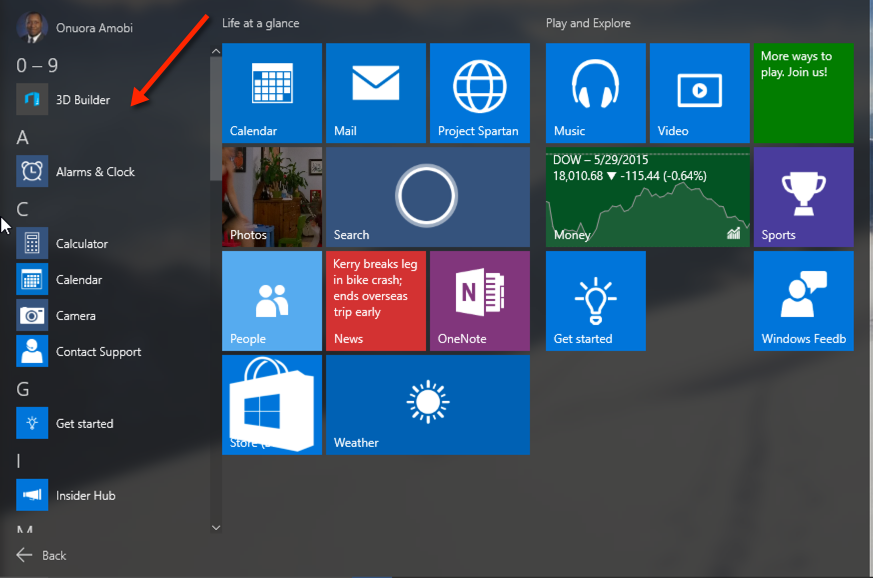 Onuora Amobi
0 – 9
3D Builder
A
Alarms & Clock
C
Calculator
Calendar
Camera
Contact Support
G
Get started
I
Insider Hub
M
Back
Life at a glance
Calendar
Mail
Project Spartan
Photos
Search
People
Kerry breaks leg
in bike crash;
ends overseas
trip early
News
N
OneNote
Store
Weather
Play and Explore
Music
Video
More ways to
play. Join us!
DOW – 5/29/2015
18,010.68 ▼ -115.44 (-0.64%)
Money
Sports
Get started
Windows Feedb